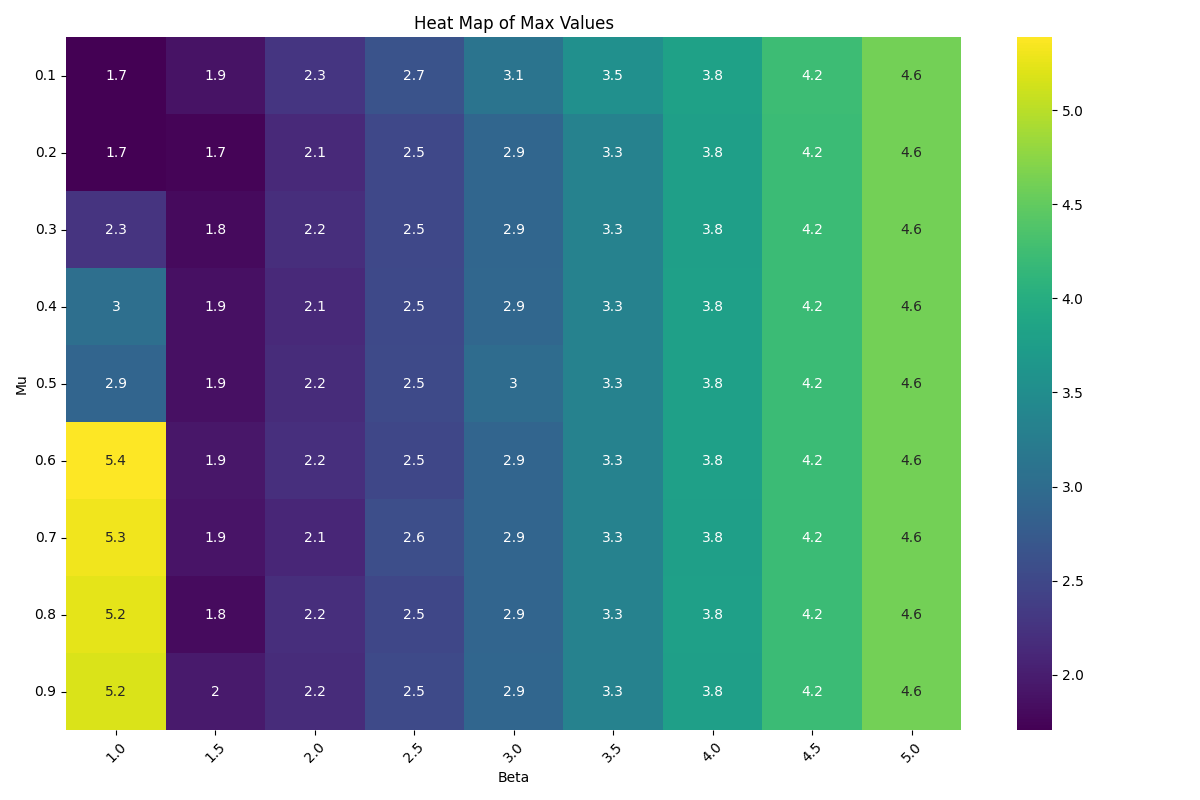 Heat Map of Max Values
0.1 1.7 1.9 2.3 2.7 3.1 3.5 3.8 4.2 4.6
0.2 1.7 1.7 2.1 2.5 2.9 3.3 3.8 4.2 4.6
0.3 2.3 1.8 2.2 2.5 2.9 3.3 3.8 4.2 4.6
0.4 3 1.9 2.1 2.5 2.9 3.3 3.8 4.2 4.6
0.5 2.9 1.9 2.2 2.5 3 3.3 3.8 4.2 4.6
0.6 5.4 1.9 2.2 2.5 2.9 3.3 3.8 4.2 4.6
0.7 5.3 1.9 2.1 2.6 2.9 3.3 3.8 4.2 4.6
0.8 5.2 1.8 2.2 2.5 2.9 3.3 3.8 4.2 4.6
0.9 5.2 2 2.2 2.5 2.9 3.3 3.8 4.2 4.6
1.0 1.5 2.0 2.5 3.0 3.5 4.0 4.5 5.0
Beta
Mu
5.0
4.5
4.0
3.5
3.0
2.5
2.0